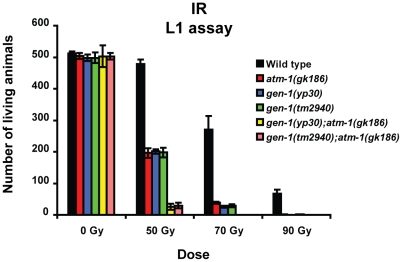 IR
L1 assay
Number of living animals
600
500
400
300
200
100
0
0 Gy
50 Gy
70 Gy
90 Gy
Dose
Wild type
atm-1(gk186)
gen-1(yp30)
gen-1(tm2940)
gen-1(yp30);atm-1(gk186)
gen-1(tm2940);atm-1(gk186)